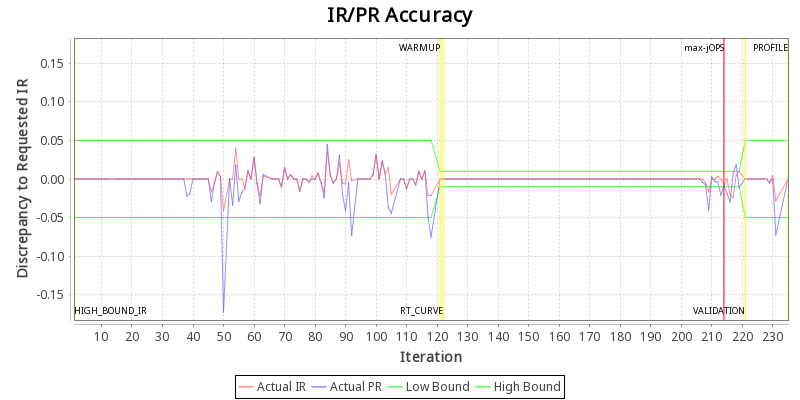 IR/PR Accuracy
WARMUP
max-jOPS
PROFILE
0.15
0.10
0.05
0.00
-0.05
-0.10
-0.15
Discrepancy to Requested IR
HIGH_BOUND_IR
RT_CURVE
VALIDATION
10 20 30 40 50 60 70 80 90 100 110 120 130 140 150 160 170 180 190 200 210 220 230
Iteration
Actual IR Actual PR Low Bound High Bound